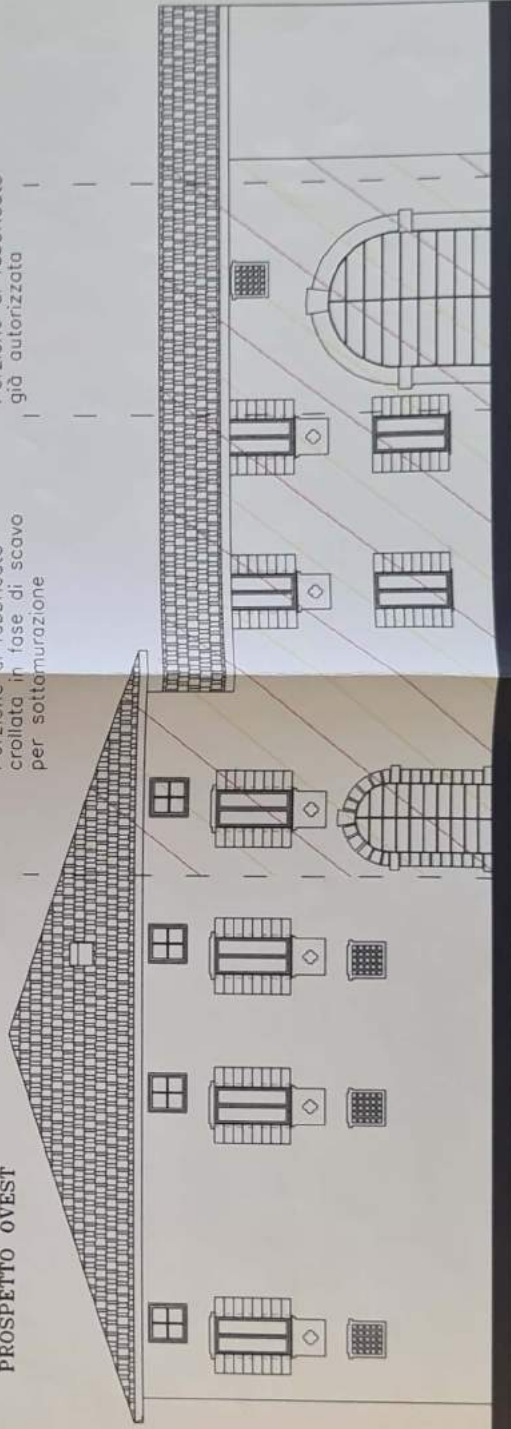 PROSPETTO OVEST
crollata in fase di scavo
per sottomurazione
già autorizzata